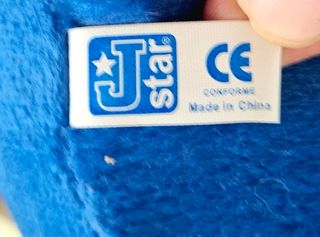 J star®
CE
CONFORME
Made in China